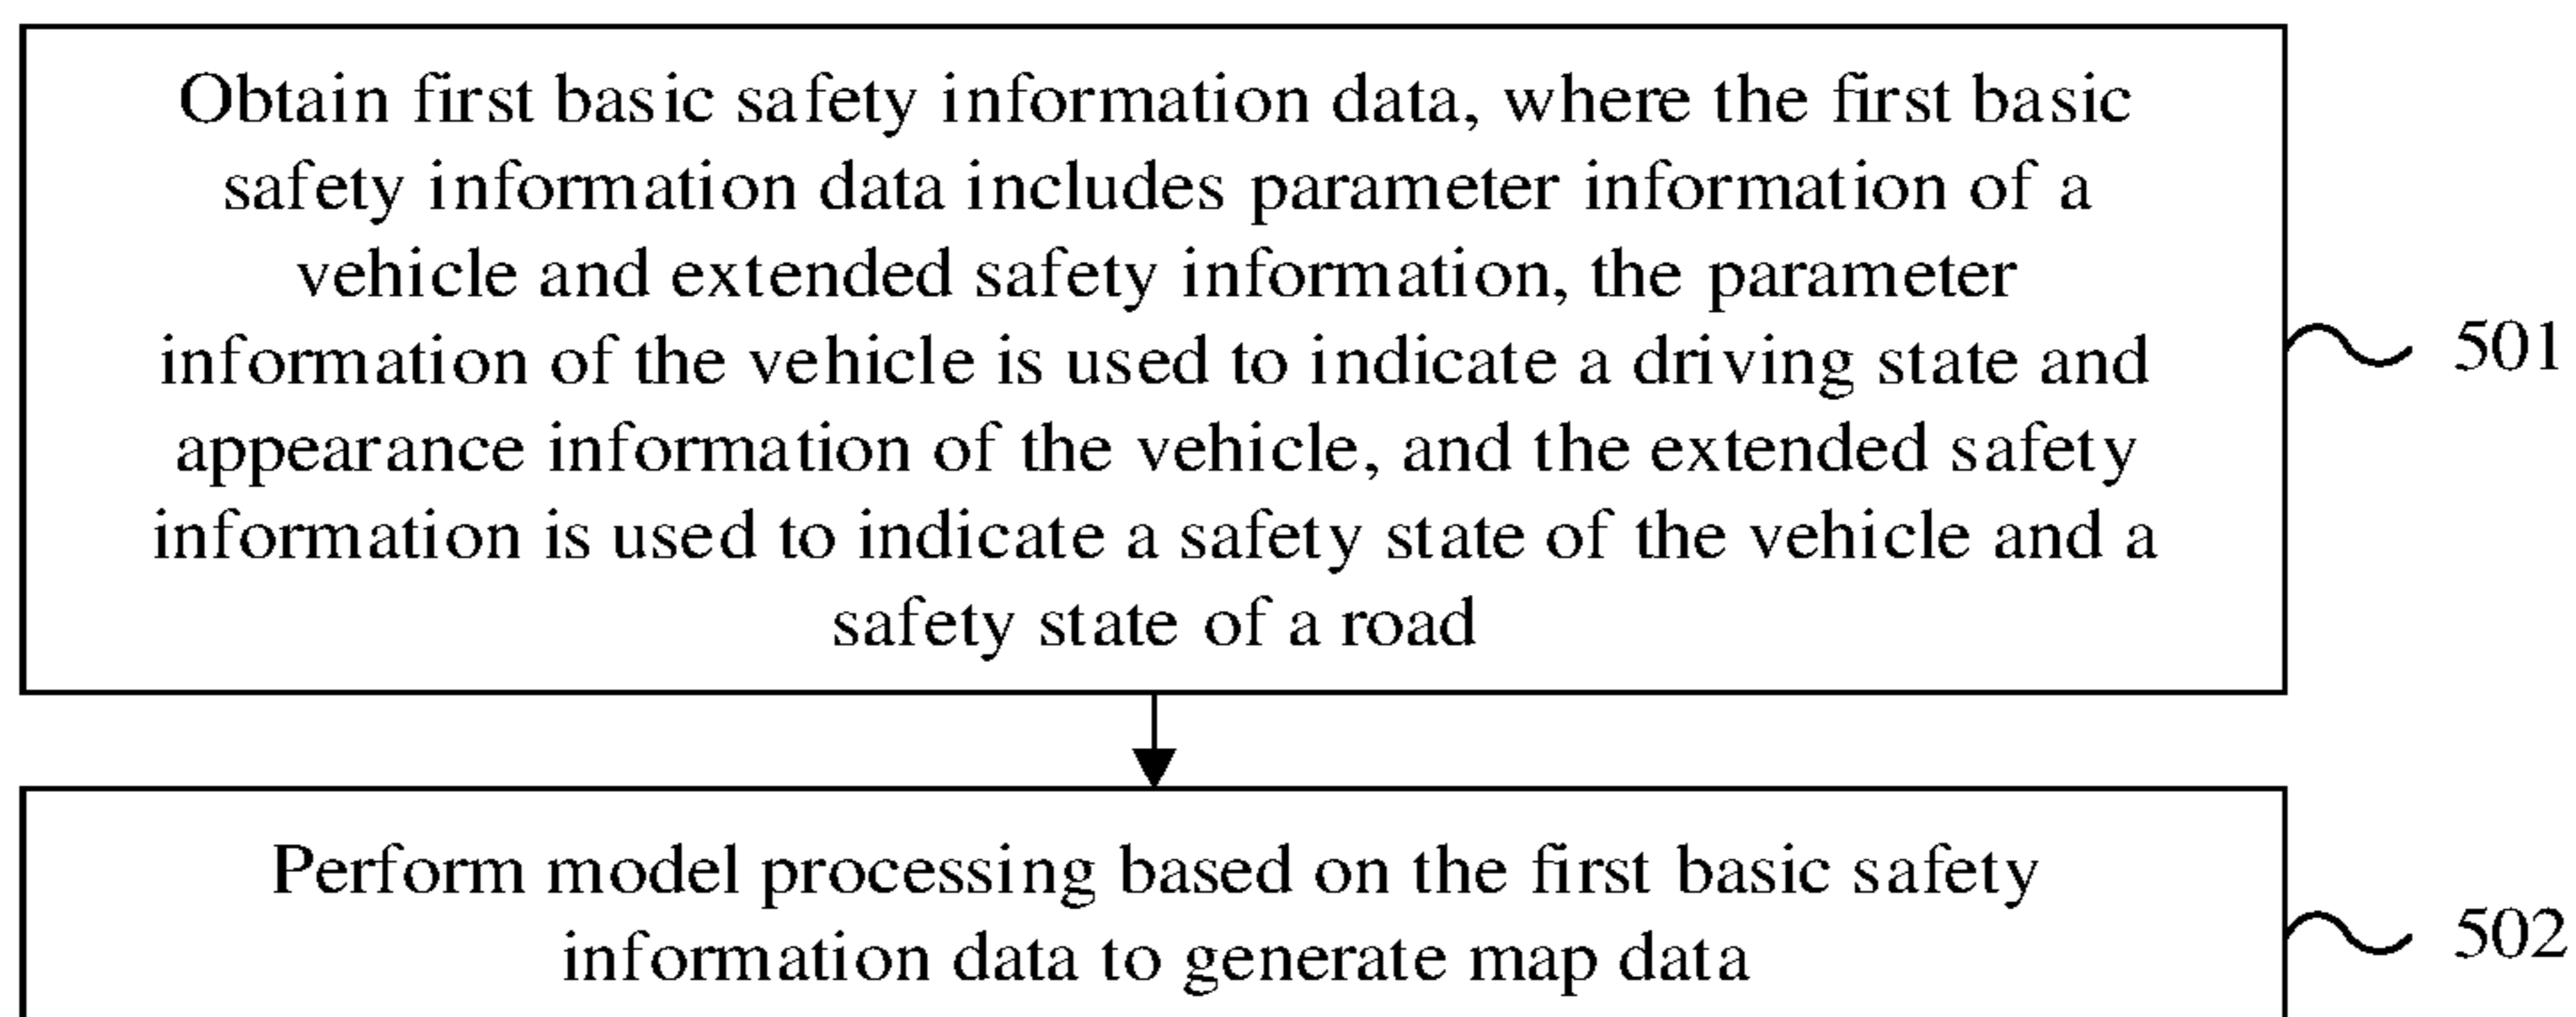 Obtain first basic safety information data, where the first basic
safety information data includes parameter information of a
vehicle and extended safety information, the parameter
information of the vehicle is used to indicate a driving state and
appearance information of the vehicle, and the extended safety
information is used to indicate a safety state of the vehicle and a
safety state of a road
501
Perform model processing based on the first basic safety
information data to generate map data
502